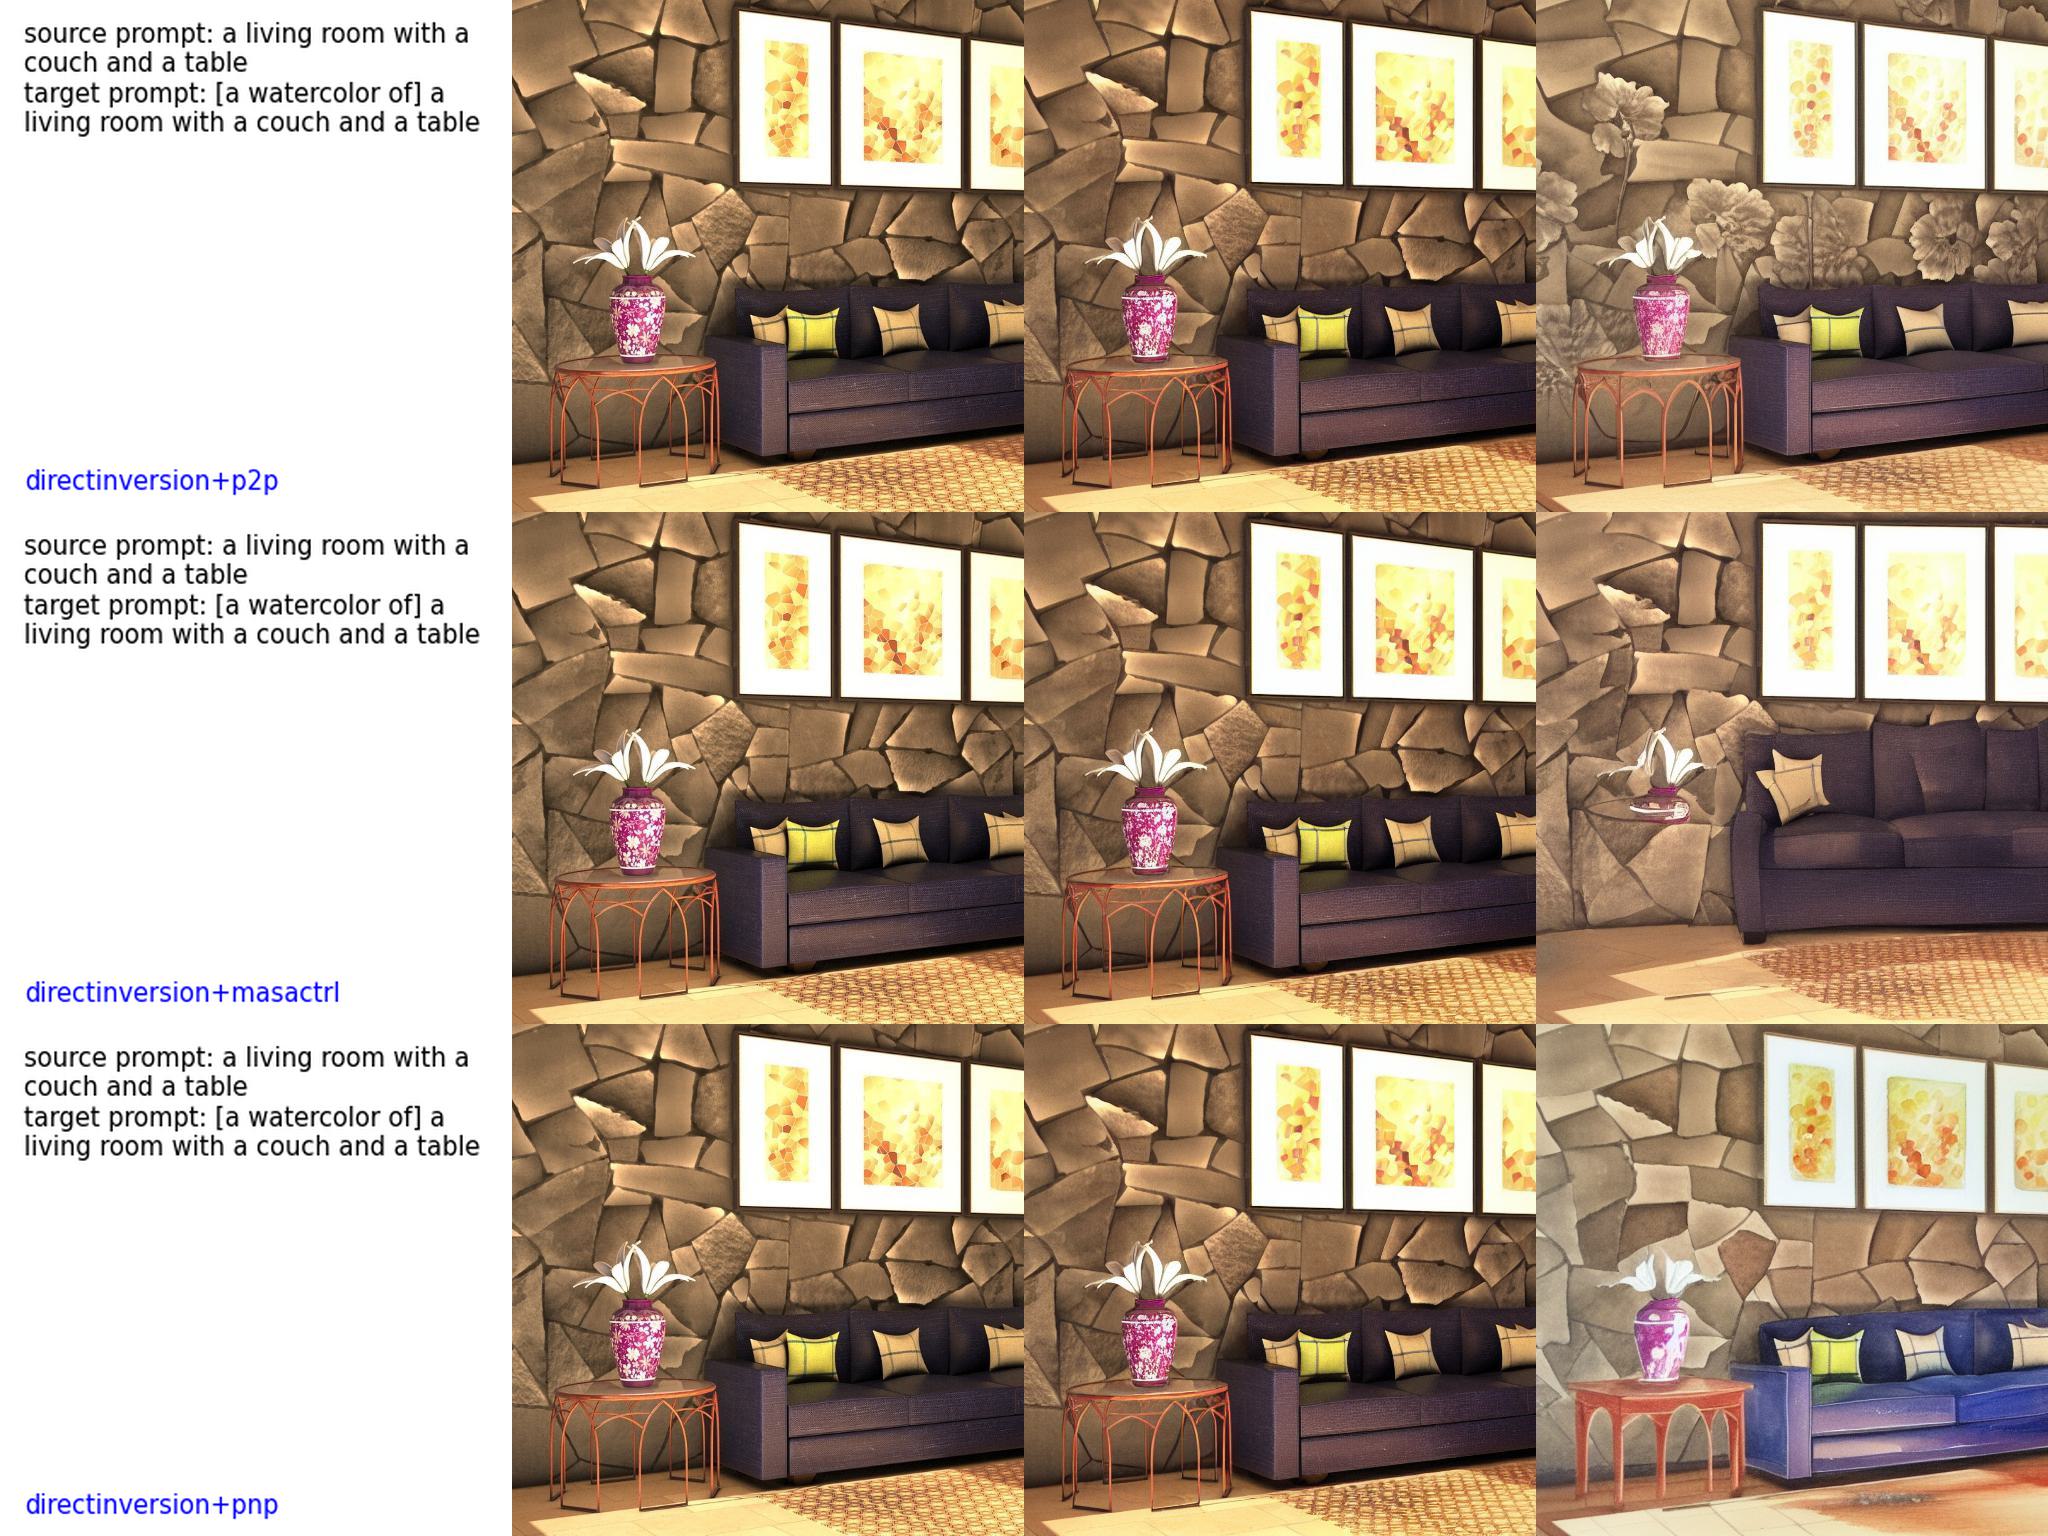 source prompt: a living room with a
couch and a table
target prompt: [a watercolor of] a
living room with a couch and a table
directinversion+p2p
source prompt: a living room with a
couch and a table
target prompt: [a watercolor of] a
living room with a couch and a table
directinversion+masactrl
source prompt: a living room with a
couch and a table
target prompt: [a watercolor of] a
living room with a couch and a table
directinversion+pnp